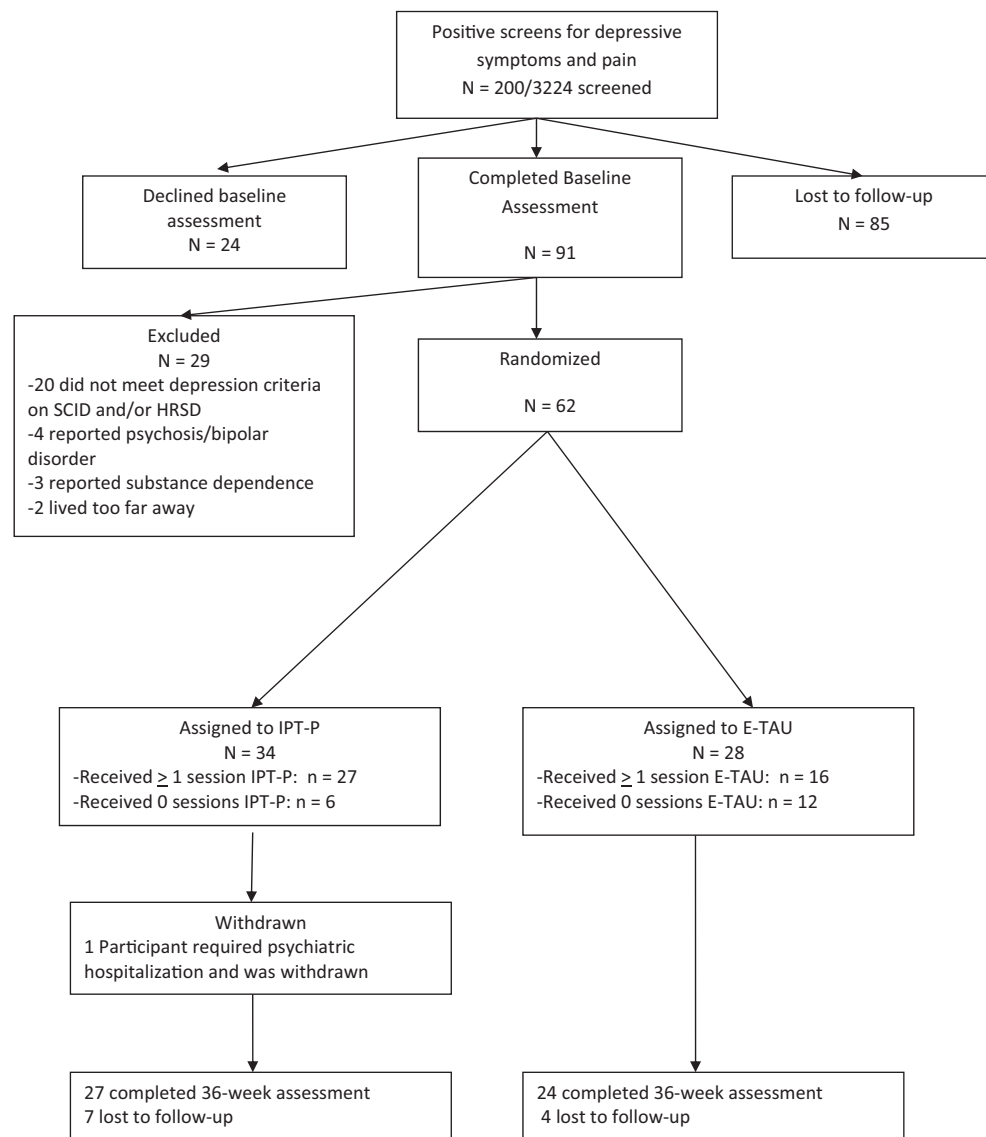 Positive screens for depressive
symptoms and pain
N = 200/3224 screened
Declined baseline
assessment
N = 24
Completed Baseline
Assessment
N = 91
Lost to follow-up
N = 85
Excluded
N = 29
-20 did not meet depression criteria
on SCID and/or HRSD
-4 reported psychosis/bipolar
disorder
-3 reported substance dependence
-2 lived too far away
Randomized
N = 62
Assigned to IPT-P
N = 34
-Received ≥ 1 session IPT-P: n = 27
-Received 0 sessions IPT-P: n = 6
Assigned to E-TAU
N = 28
-Received ≥ 1 session E-TAU: n = 16
-Received 0 sessions E-TAU: n = 12
Withdrawn
1 Participant required psychiatric
hospitalization and was withdrawn
27 completed 36-week assessment
7 lost to follow-up
24 completed 36-week assessment
4 lost to follow-up